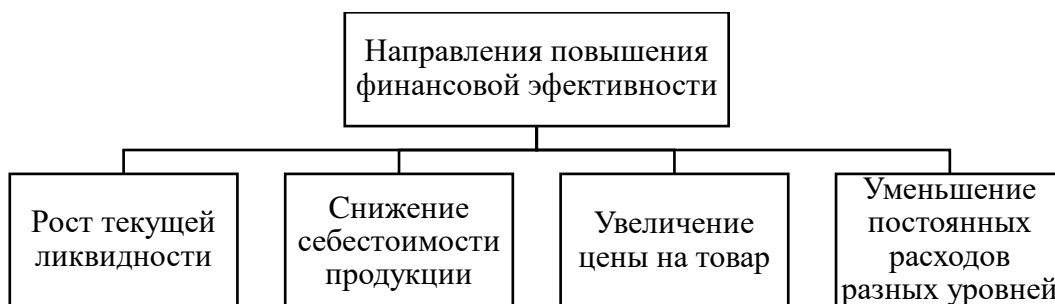 Направления повышения
финансовой эфективности
Рост текущей
ликвидности
Снижение
себестоимости
продукции
Увеличение
цены на товар
Уменьшение
постоянных
расходов
разных уровней